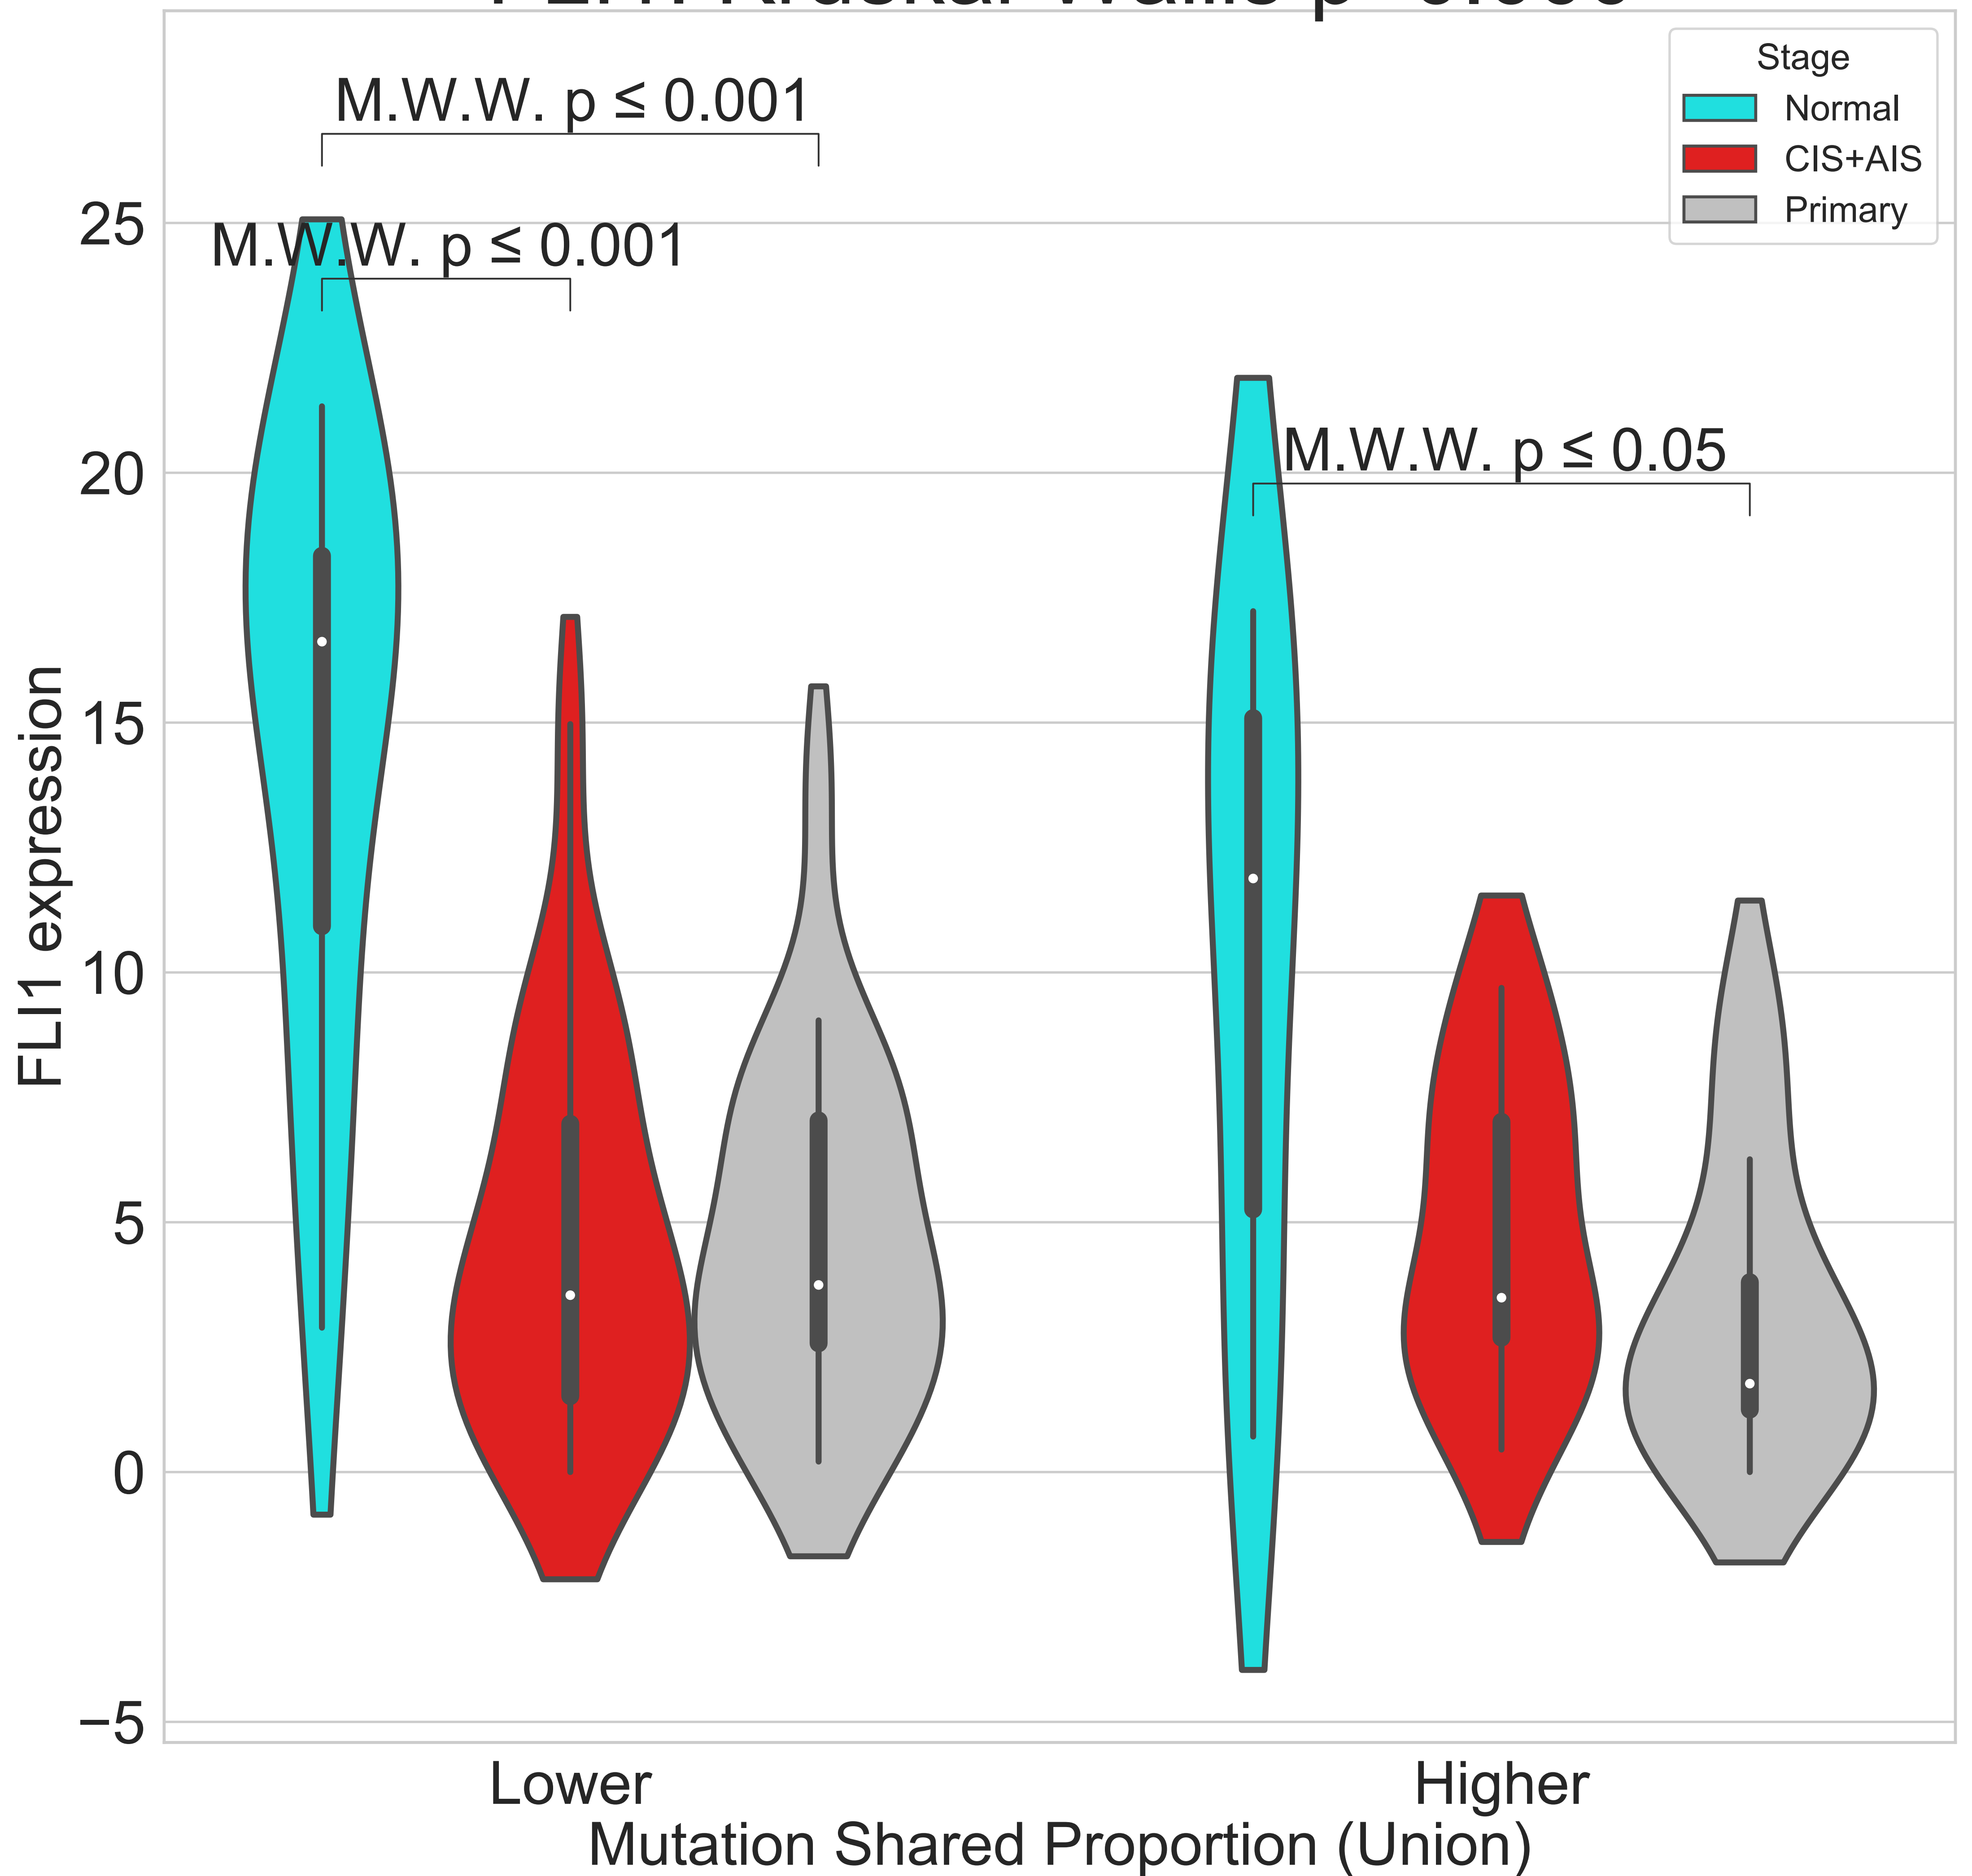 M.W.W. p ≤ 0.001
M.W.W. p ≤ 0.001
M.W.W. p ≤ 0.05
Stage
Normal
CIS+AIS
Primary
25
20
15
10
5
0
−5
FLI1 expression
Lower
Higher
Mutation Shared Proportion (Union)